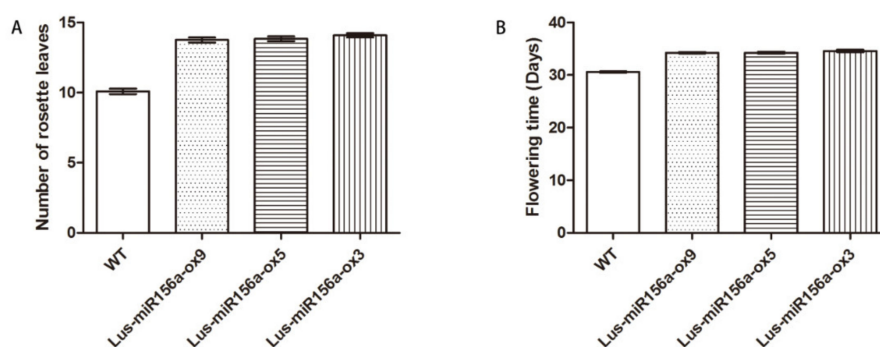 A
Number of rosette leaves
15
10
5
0
WT
Lus-miR156a-ox9
Lus-miR156a-ox5
Lus-miR156a-ox3
B
Flowering time (Days)
40
30
20
10
0
WT
Lus-miR156a-ox9
Lus-miR156a-ox5
Lus-miR156a-ox3